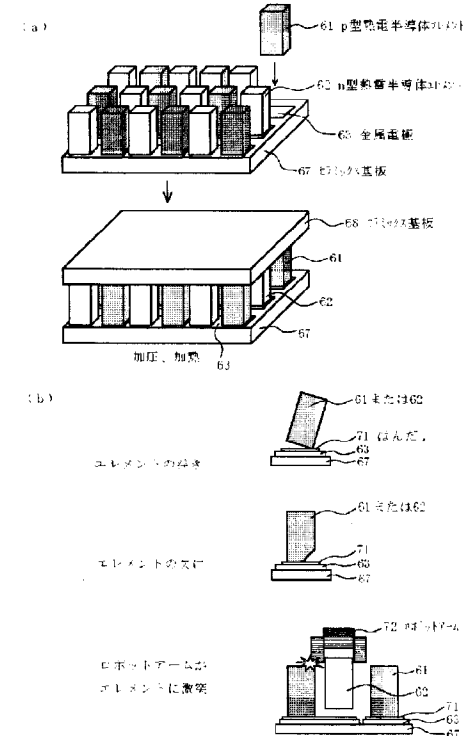 (a)
61 p型熱電半導体エレメント
62 n型熱電半導体エレメント
63 金属電極
67 セラミックス基板
68 セラミックス基板
61
62
67
加圧、加熱
63
(b)
61または62
71 はんだ
63
67
エレメントの
61または62
71
63
67
エレメントの欠け
72 ロボットアーム
ロボットアームが
エレメントに激突
61
62
71
63
67